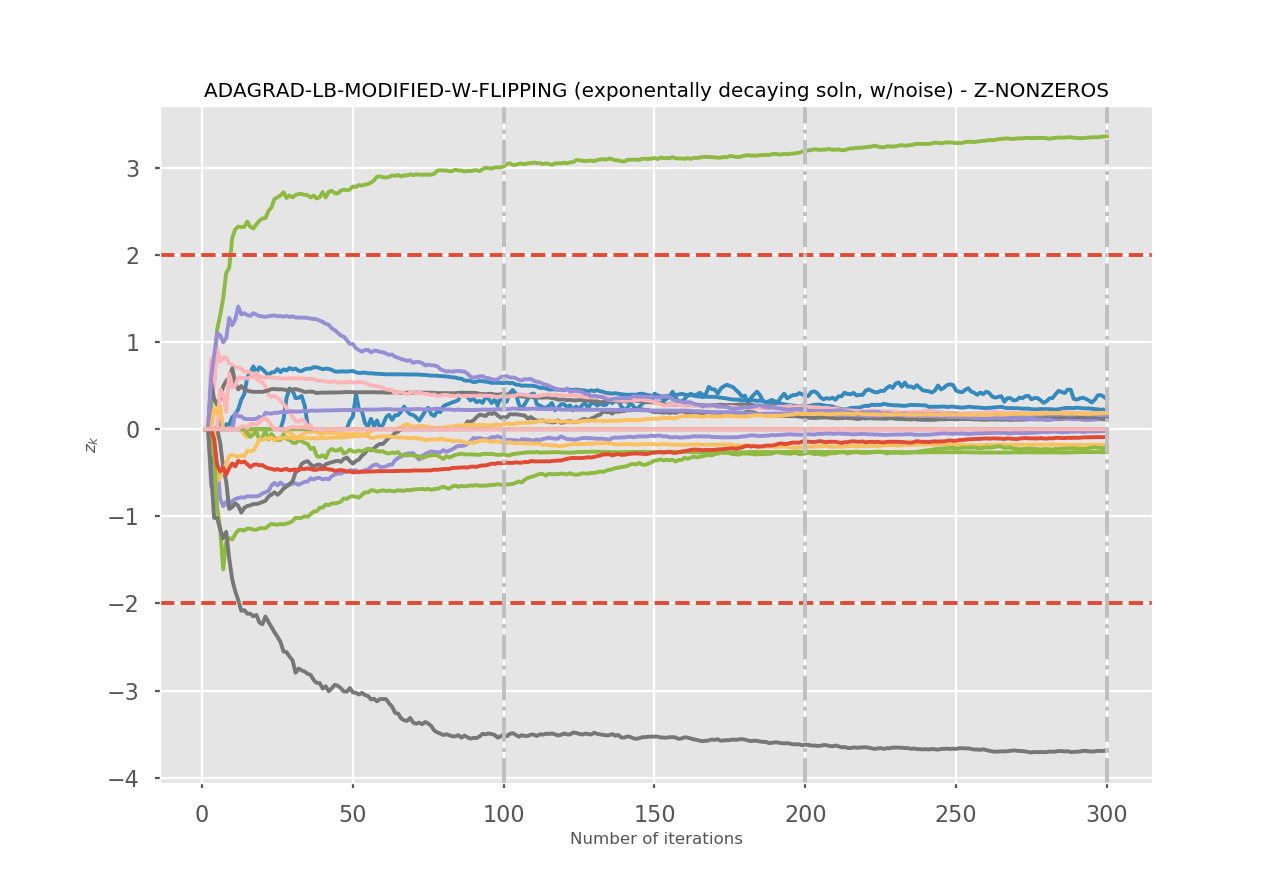 ADAGRAD-LB-MODIFIED-W-FLIPPING (exponentially decaying soln, w/noise) - Z-NONZEROS
3
2
1
0
−1
−2
−3
−4
z_k
0 50 100 150 200 250 300
Number of iterations